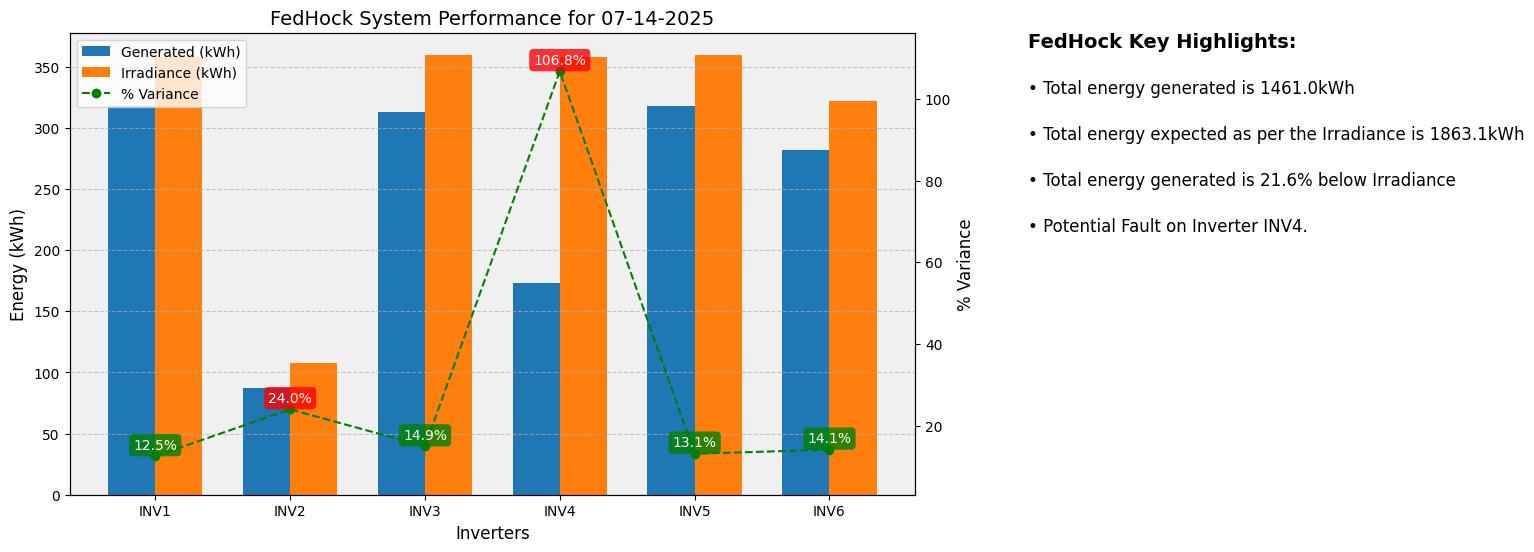 FedHock System Performance for 07-14-2025
Generated (kWh)
Irradiance (kWh)
% Variance
350
300
250
200
150
100
50
0
Energy (kWh)
12.5%
24.0%
14.9%
106.8%
13.1%
14.1%
100
80
60
40
20
% Variance
INV1 INV2 INV3 INV4 INV5 INV6
Inverters
FedHock Key Highlights:
• Total energy generated is 1461.0kWh
• Total energy expected as per the Irradiance is 1863.1kWh
• Total energy generated is 21.6% below Irradiance
• Potential Fault on Inverter INV4.